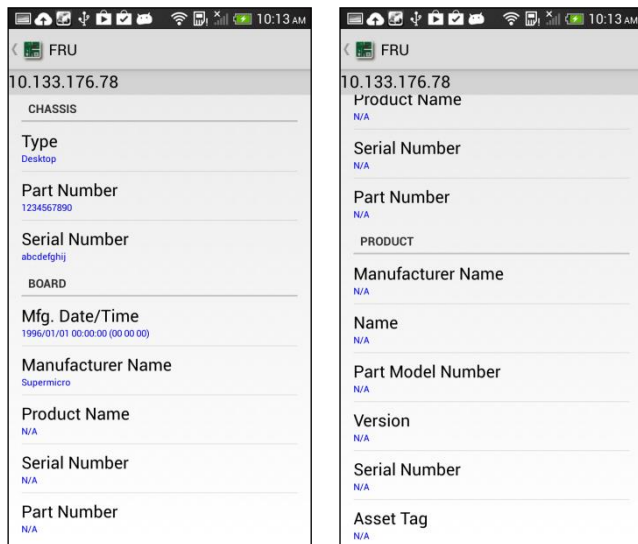 10:13 AM
FRU
10.133.176.78
CHASSIS
Type
Desktop
Part Number
1234567890
Serial Number
abcdefghij
BOARD
Mfg. Date/Time
1996/01/01 00:00:00 (00 00 00)
Manufacturer Name
Supermicro
Product Name
N/A
Serial Number
N/A
Part Number
N/A
10:13 AM
FRU
10.133.176.78
Product Name
N/A
Serial Number
N/A
Part Number
N/A
PRODUCT
Manufacturer Name
N/A
Name
N/A
Part Model Number
N/A
Version
N/A
Serial Number
N/A
Asset Tag
N/A